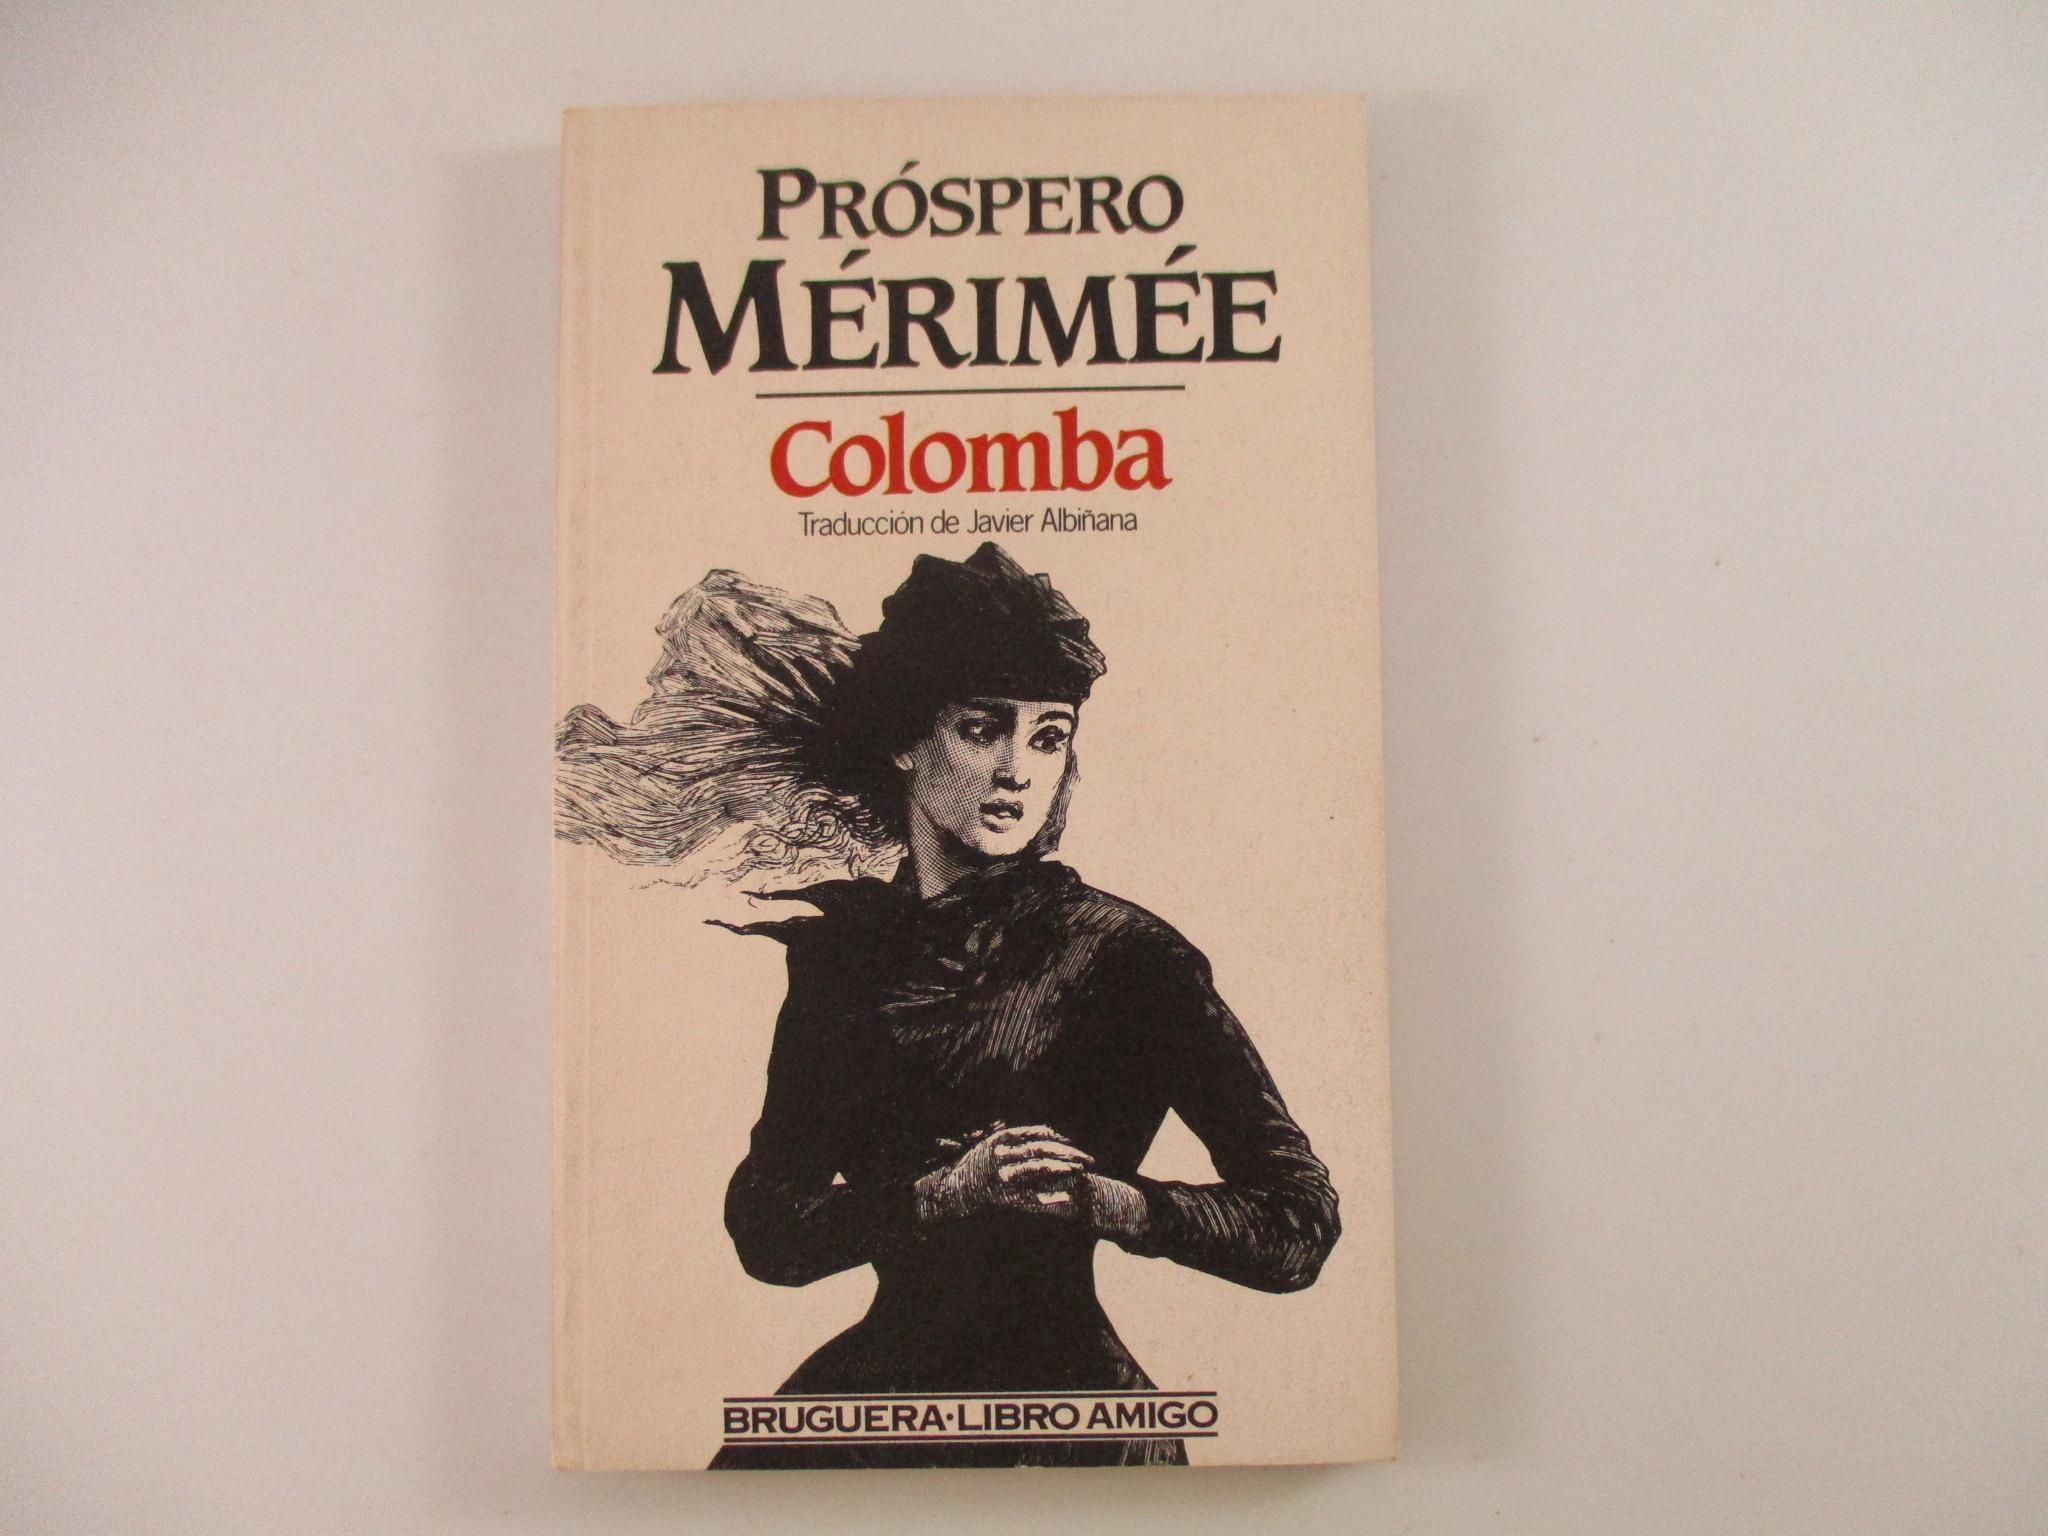 PRÓSPERO
MÉRIMÉE
Colomba
Traducción de Javier Albiñana
BRUGUERA·LIBRO AMIGO